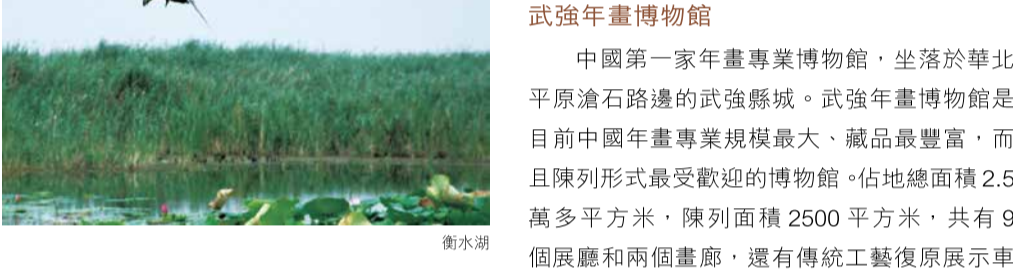 武強年畫博物館
中國第一家年畫專業博物館，坐落於華北
平原滄石路邊的武強縣城。武強年畫博物館是
目前中國年畫專業規模最大、藏品最豐富，而
且陳列形式最受歡迎的博物館。佔地總面積 2.5
萬多平方米，陳列面積 2500 平方米，共有 9
個展廳和兩個畫廊，還有傳統工藝復原展示車
衡水湖